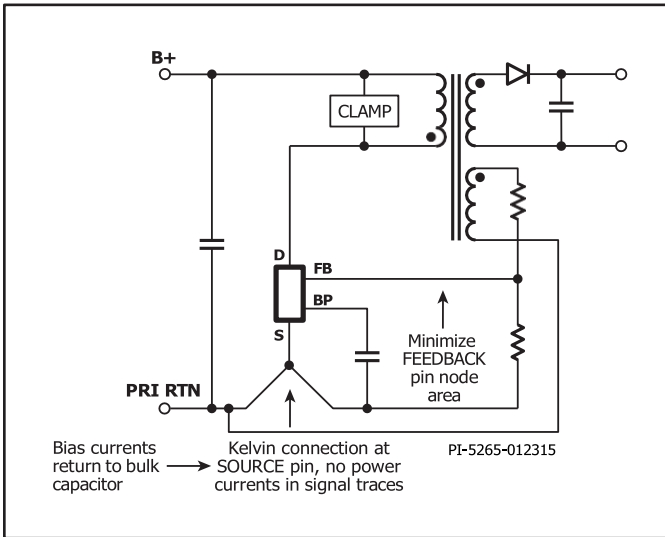 B+
CLAMP
D
FB
BP
S
Minimize
FEEDBACK
pin node
area
PRI RTN
Bias currents
return to bulk
capacitor
Kelvin connection at
SOURCE pin, no power
currents in signal traces
PI-5265-012315